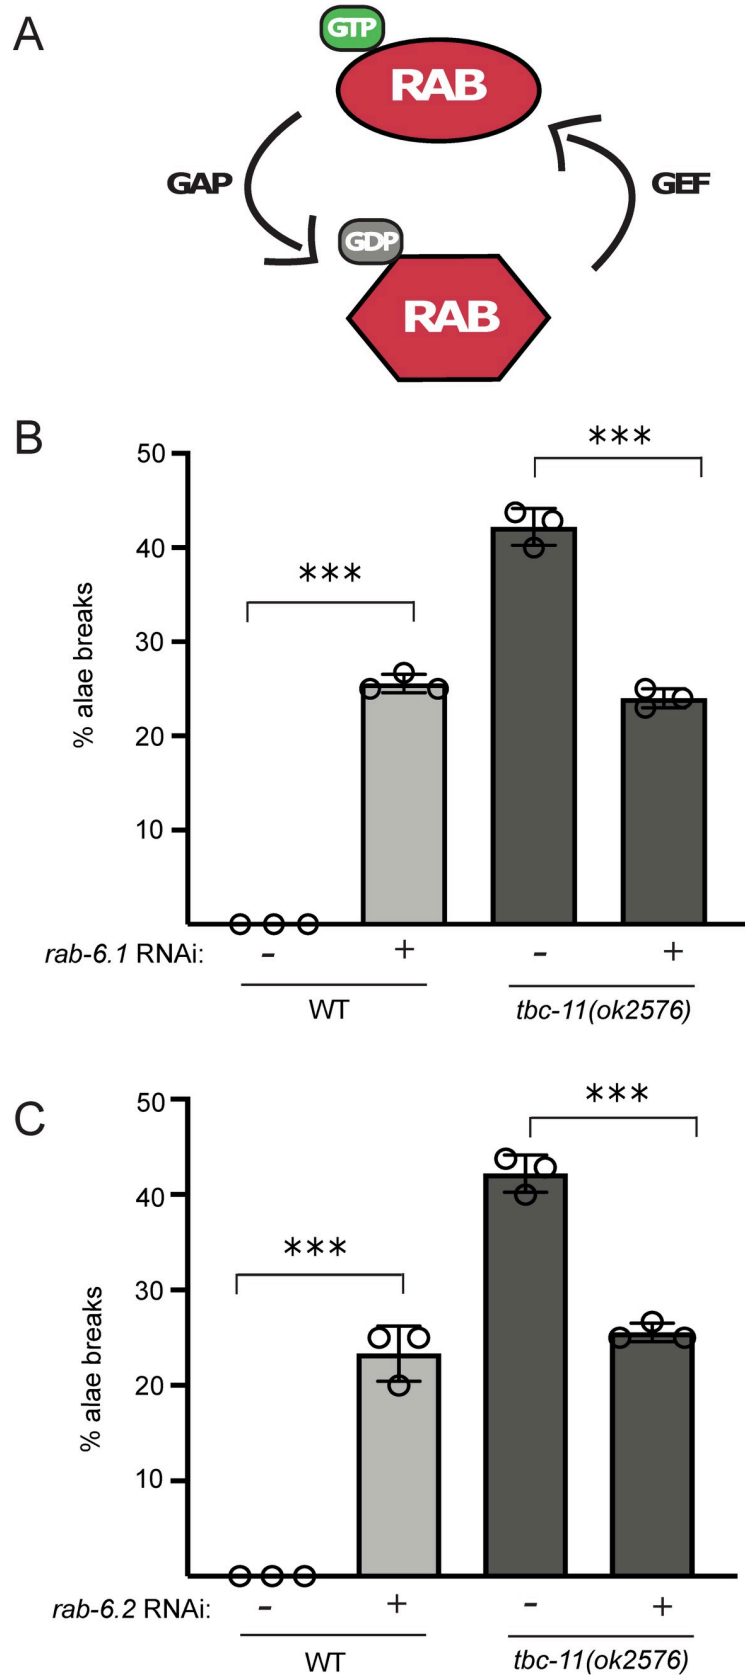 A
GTP
RAB
GAP
GEF
GDP
RAB
B
***
***
50
40
30
20
10
% alae breaks
rab-6.1 RNAi: - + - +
WT tbc-11(ok2576)
C
***
***
50
40
30
20
10
% alae breaks
rab-6.2 RNAi: - + - +
WT tbc-11(ok2576)